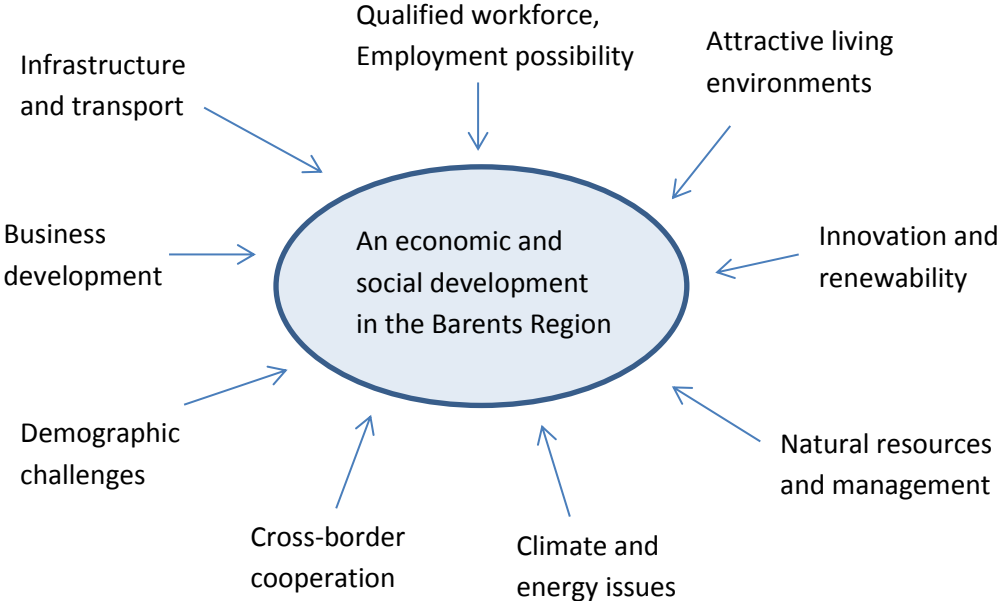 Qualified workforce,
Employment possibility
Attractive living
environments
Infrastructure
and transport
Business
development
An economic and
social development
in the Barents Region
Innovation and
renewability
Demographic
challenges
Natural resources
and management
Cross-border
cooperation
Climate and
energy issues